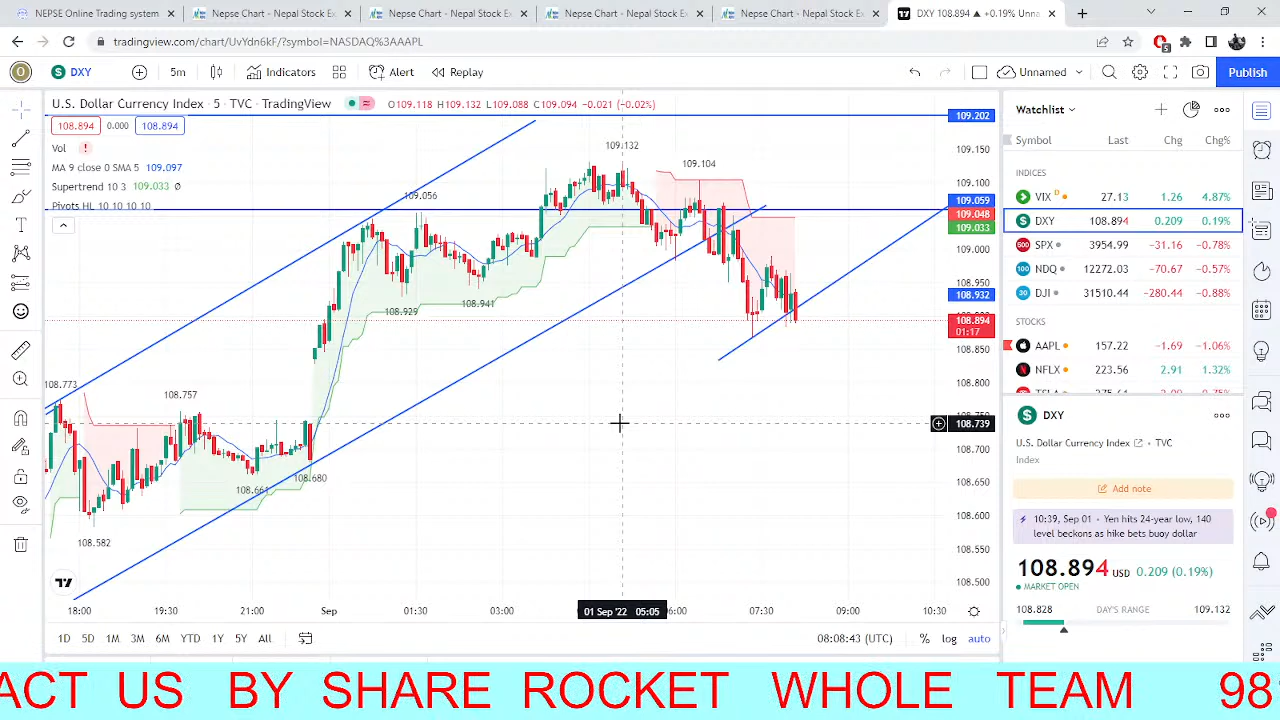 NEPSE Online Trading system
Nepse Chart - Nepal Stock Ex
Nepse Chart - Nepal Stock Ex
Nepse Chart - Nepal Stock Ex
Nepse Chart - Nepal Stock Ex
DXY 108.894 ▲ +0.19% Unna
tradingview.com/chart/UvYdn6kF/?symbol=NASDAQ%3AAAPL
O DXY 5m Indicators Alert Replay Unnamed Publish
U.S. Dollar Currency Index · 5 · TVC · TradingView O109.118 H109.132 L109.088 C109.094 -0.021 (-0.02%)
108.894 0.000 108.894
Vol !
MA 9 close 0 SMA 5 109.097
Supertrend 10 3 109.033 Ø
Pivots HL 10 10 10 10
109.132
109.104
109.056
108.929
108.941
108.773
108.757
108.680
108.661
108.582
109.202
109.150
109.100
109.059
109.048
109.033
109.000
108.950
108.932
108.894
01:17
108.850
108.800
108.739
108.700
108.650
108.600
108.550
108.500
18:00 19:30 21:00 Sep 01:30 03:00 01 Sep '22 05:05 6:00 07:30 09:00 10:30
1D 5D 1M 3M 6M YTD 1Y 5Y All 08:08:43 (UTC) % log auto
Watchlist
Symbol Last Chg Chg%
INDICES
VIX D 27.13 1.26 4.87%
DXY 108.894 0.209 0.19%
SPX 3954.99 -31.16 -0.78%
NDQ 12272.03 -70.67 -0.57%
DJI 31510.44 -280.44 -0.88%
STOCKS
AAPL 157.22 -1.69 -1.06%
NFLX 223.56 2.91 1.32%
DXY
U.S. Dollar Currency Index · TVC
Index
Add note
10:39, Sep 01 · Yen hits 24-year low, 140
level beckons as hike bets buoy dollar
108.894 USD 0.209 (0.19%)
MARKET OPEN
108.828 DAY'S RANGE 109.132
ACT US BY SHARE ROCKET WHOLE TEAM 98